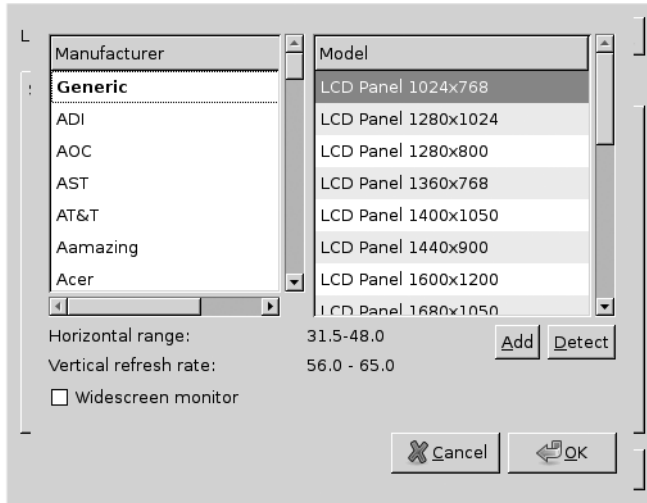 L
Manufacturer
Generic
ADI
AOC
AST
AT&T
Aamazing
Acer
Model
LCD Panel 1024x768
LCD Panel 1280x1024
LCD Panel 1280x800
LCD Panel 1360x768
LCD Panel 1400x1050
LCD Panel 1440x900
LCD Panel 1600x1200
LCD Panel 1680x1050
Horizontal range: 31.5-48.0
Vertical refresh rate: 56.0 - 65.0
Add Detect
Widescreen monitor
Cancel OK